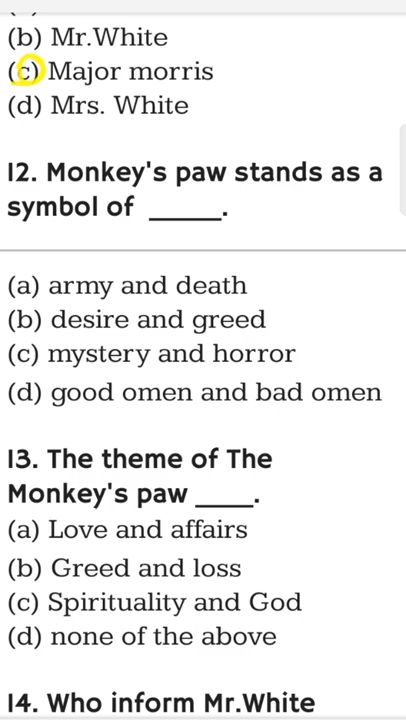 (b) Mr.White
(c) Major morris
(d) Mrs. White
12. Monkey's paw stands as a
symbol of _____.
(a) army and death
(b) desire and greed
(c) mystery and horror
(d) good omen and bad omen
13. The theme of The
Monkey's paw ____.
(a) Love and affairs
(b) Greed and loss
(c) Spirituality and God
(d) none of the above
14. Who inform Mr.White